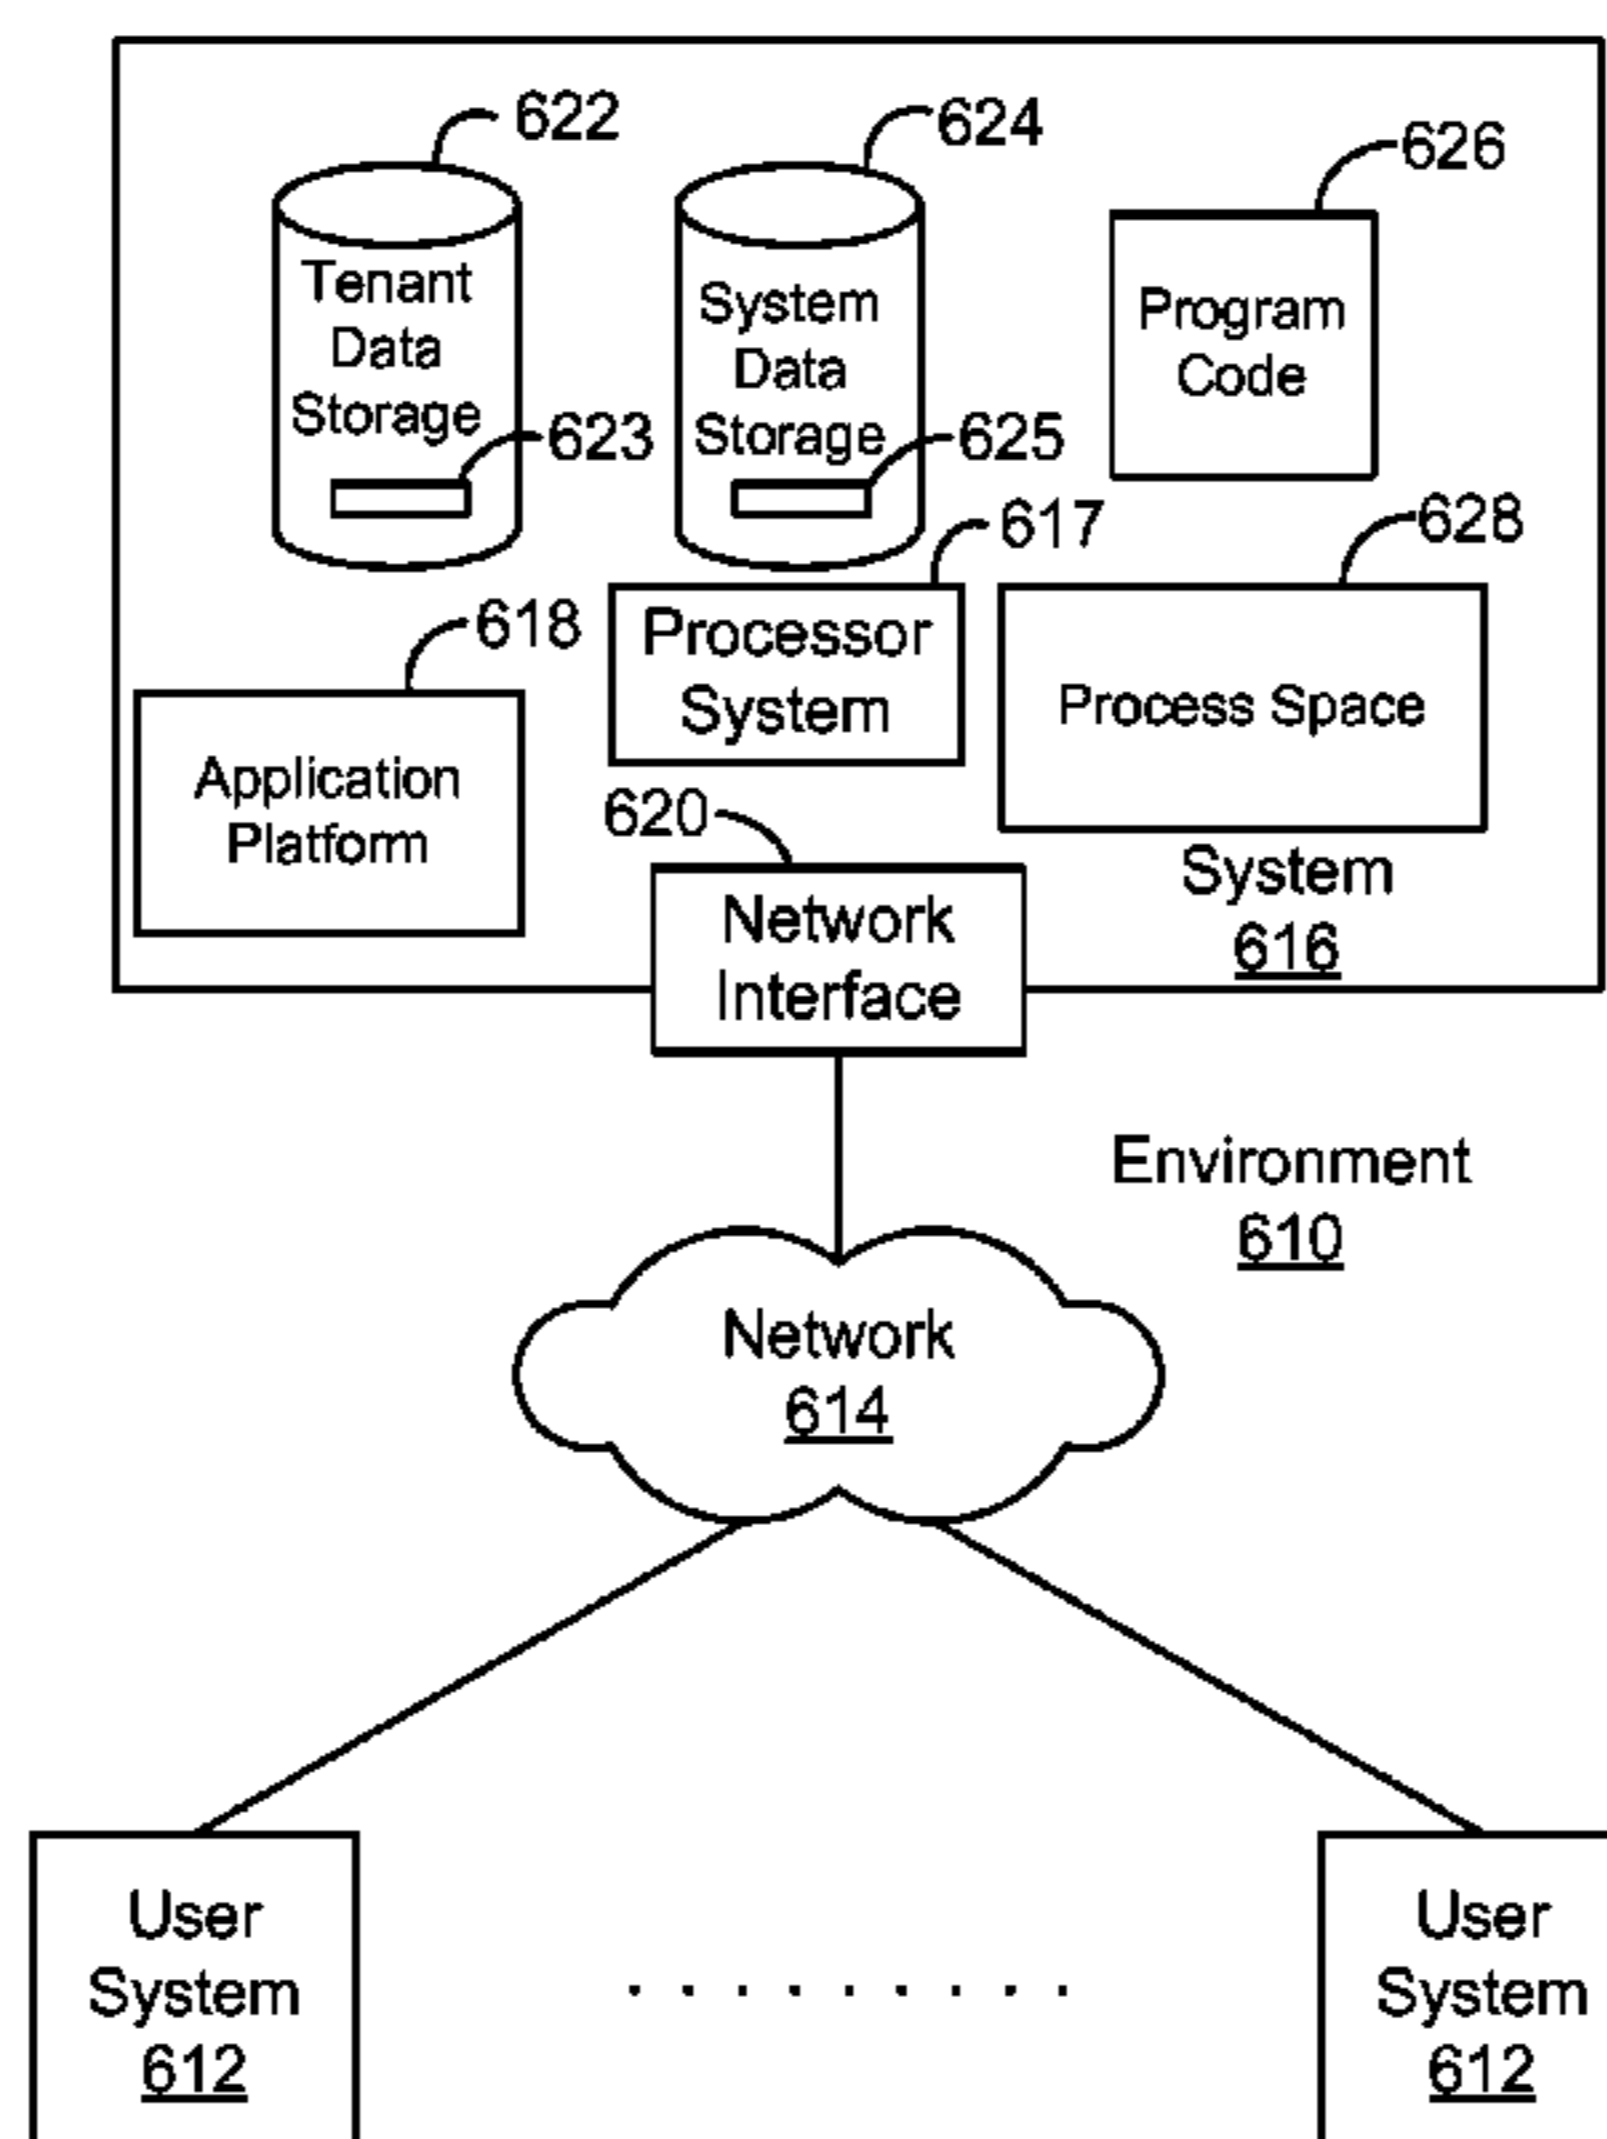 622
624
626
Tenant
Data
Storage
System
Data
Storage
Program
Code
623
625
617
628
618
Processor
System
Process Space
Application
Platform
620
Network
Interface
System
616
Environment
610
Network
614
User
System
612
. . . . . . . . .
User
System
612